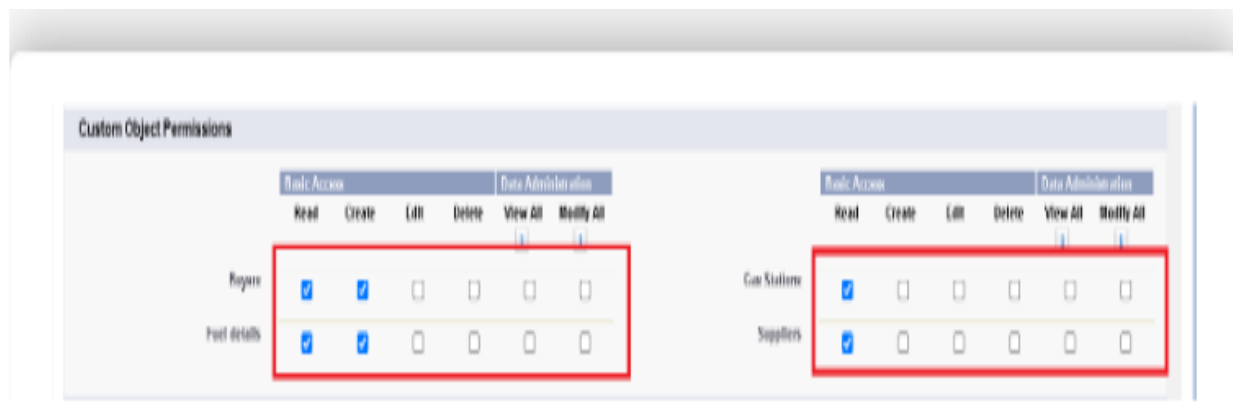 Custom Object Permissions
Basic Access Data Administration Basic Access Data Administration
Read Create Edit Delete View All Modify All Read Create Edit Delete View All Modify All
Gas Stations
Fuel details Suppliers